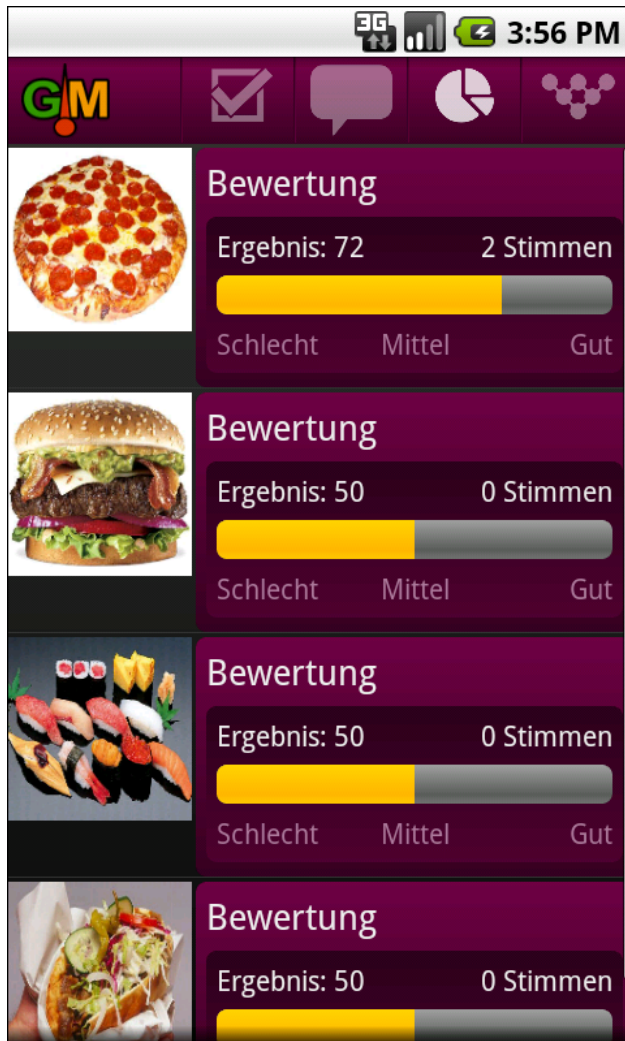 3G 3:56 PM
GM
Bewertung
Ergebnis: 72 2 Stimmen
Schlecht Mittel Gut
Bewertung
Ergebnis: 50 0 Stimmen
Schlecht Mittel Gut
Bewertung
Ergebnis: 50 0 Stimmen
Schlecht Mittel Gut
Bewertung
Ergebnis: 50 0 Stimmen